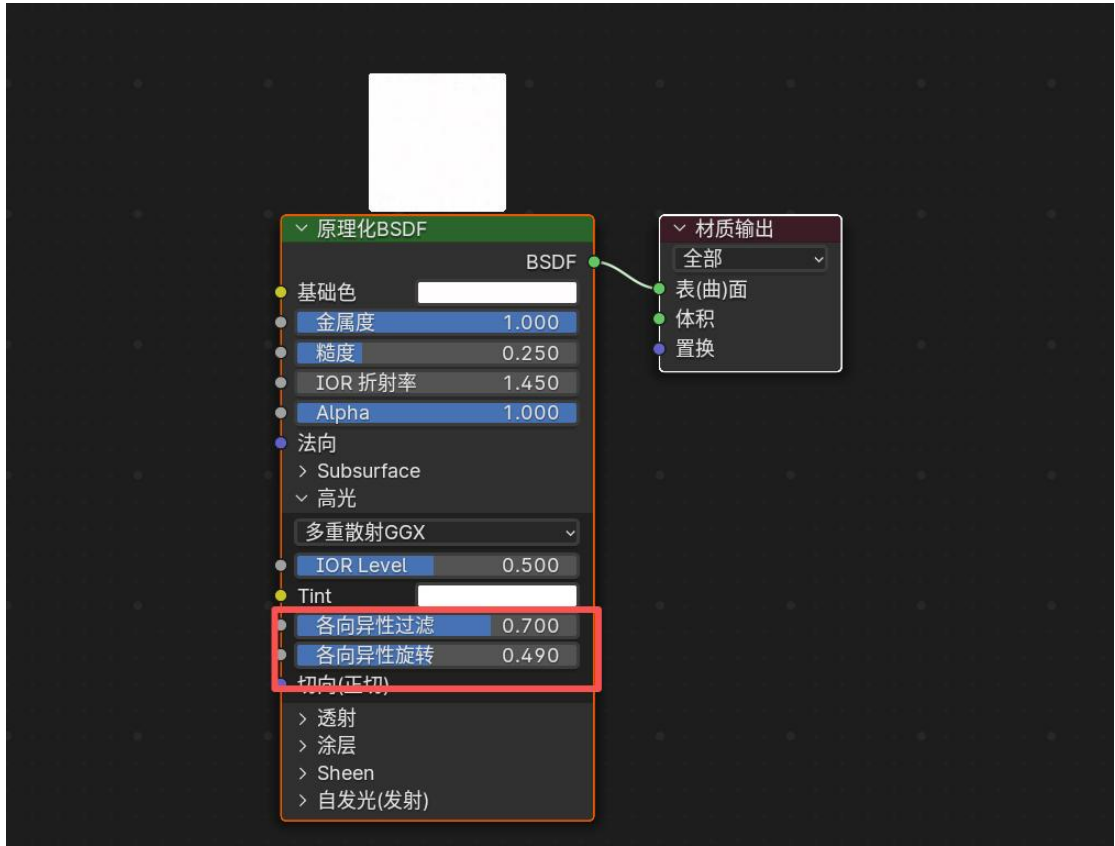 原理化BSDF
BSDF
基础色
金属度 1.000
糙度 0.250
IOR 折射率 1.450
Alpha 1.000
法向
Subsurface
高光
多重散射GGX
IOR Level 0.500
Tint
各向异性过滤 0.700
各向异性旋转 0.490
切向(正切)
透射
涂层
Sheen
自发光(发射)
材质输出
全部
表(曲)面
体积
置换